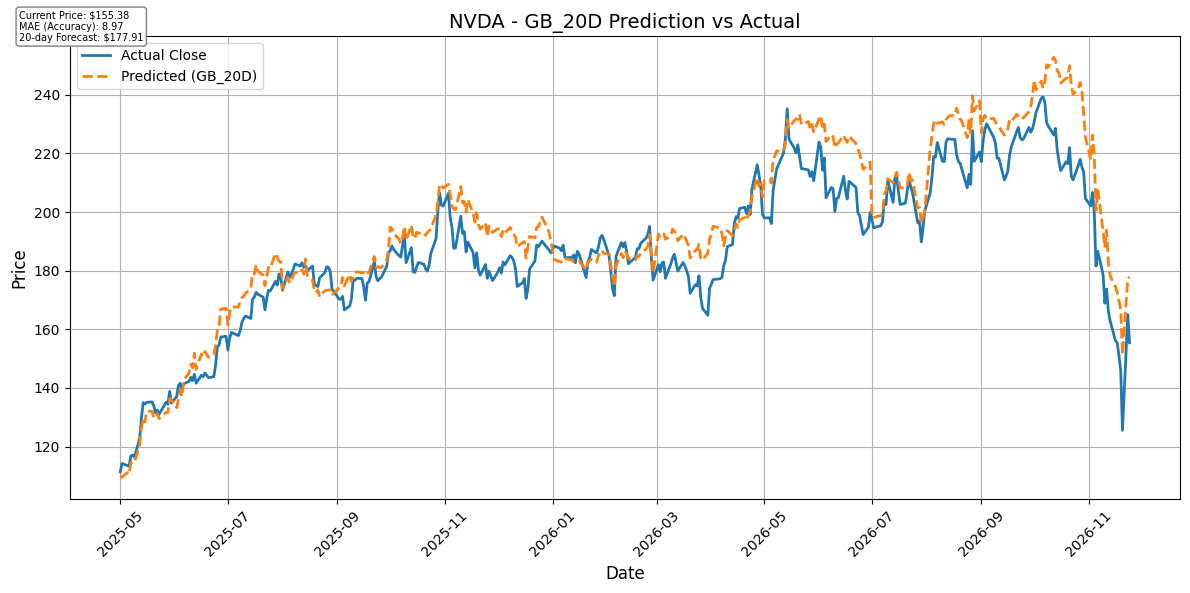 Current Price: $155.38
MAE (Accuracy): 8.97
20-day Forecast: $177.91
NVDA - GB_20D Prediction vs Actual
Actual Close
Predicted (GB_20D)
Price
240
220
200
180
160
140
120
2025-05
2025-07
2025-09
2025-11
2026-01
2026-03
2026-05
2026-07
2026-09
2026-11
Date